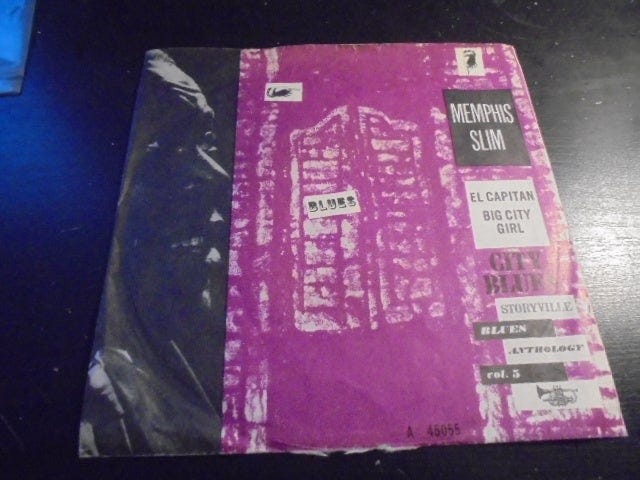 MEMPHIS
SLIM
BLUES
EL CAPITAN
BIG CITY
GIRL
CITY
BLUES
STORYVILLE
BLUES
ANTHOLOGY
vol. 5
A 45055